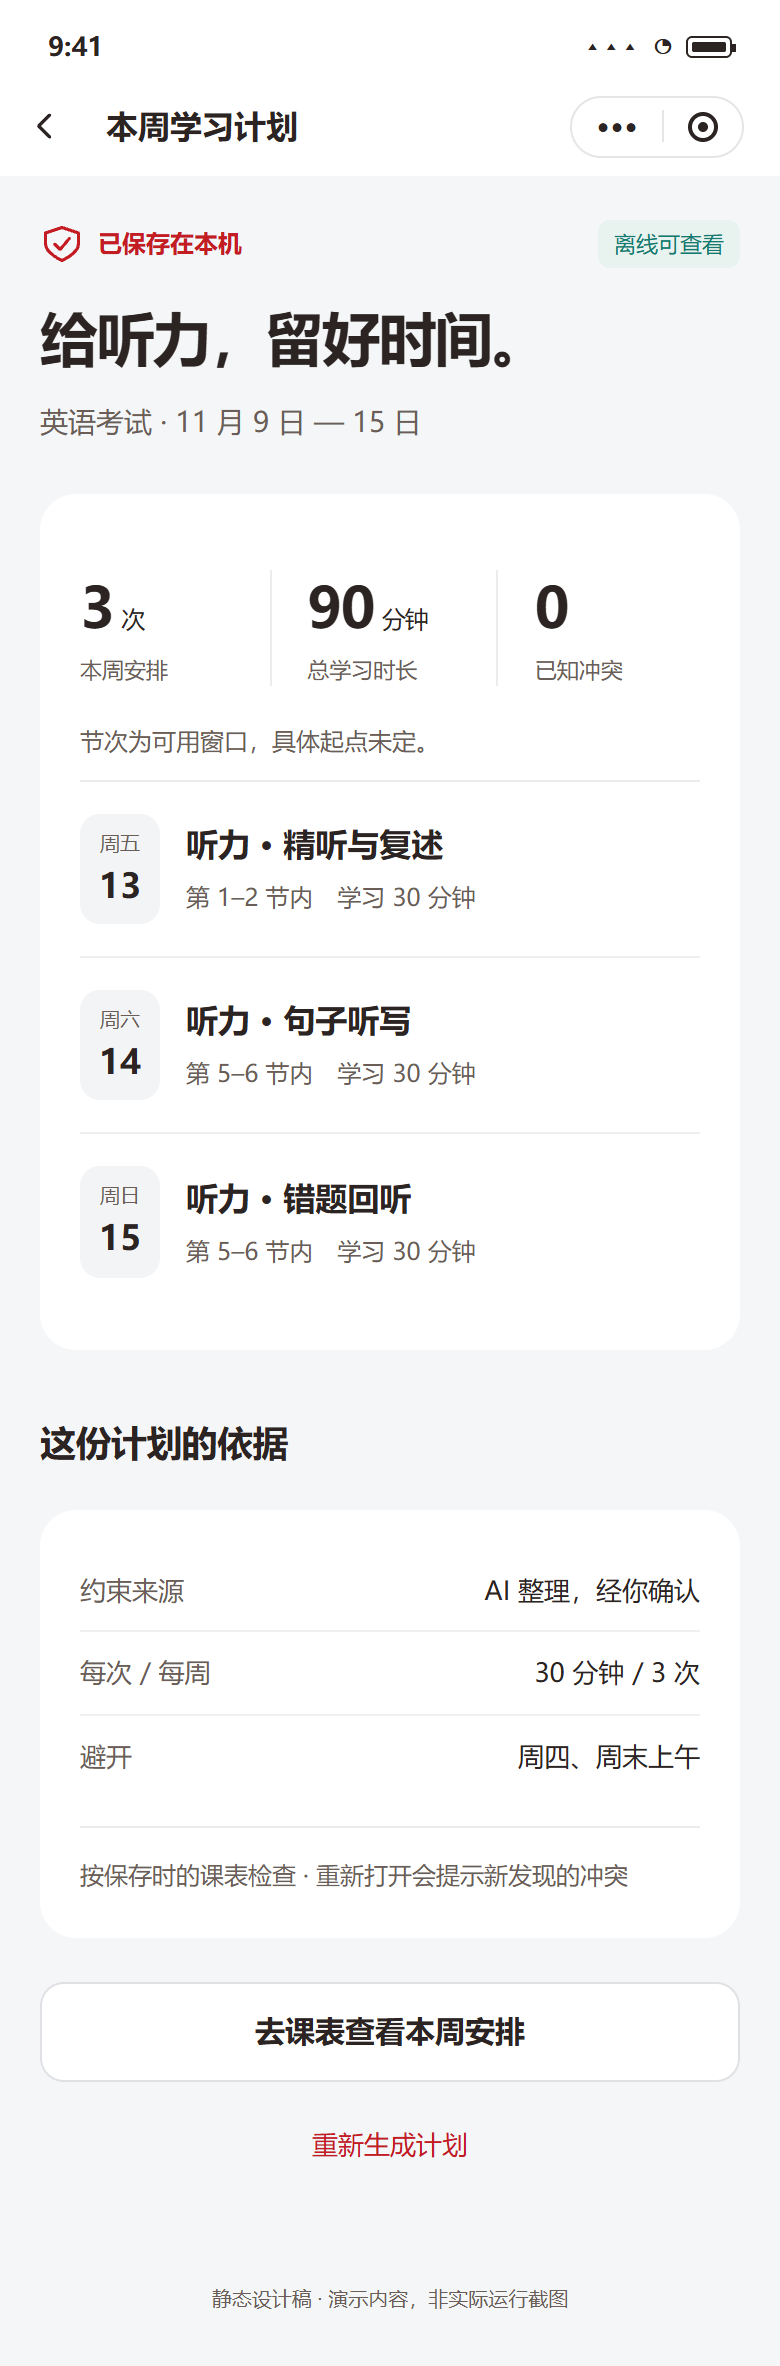 9:41
本周学习计划
已保存在本机
离线可查看
给听力，留好时间。
英语考试 · 11 月 9 日 — 15 日
3 次
90 分钟
0
本周安排
总学习时长
已知冲突
节次为可用窗口，具体起点未定。
周五
13
听力 • 精听与复述
第 1–2 节内 学习 30 分钟
周六
14
听力 • 句子听写
第 5–6 节内 学习 30 分钟
周日
15
听力 • 错题回听
第 5–6 节内 学习 30 分钟
这份计划的依据
约束来源
AI 整理，经你确认
每次 / 每周
30 分钟 / 3 次
避开
周四、周末上午
按保存时的课表检查 · 重新打开会提示新发现的冲突
去课表查看本周安排
重新生成计划
静态设计稿 · 演示内容，非实际运行截图